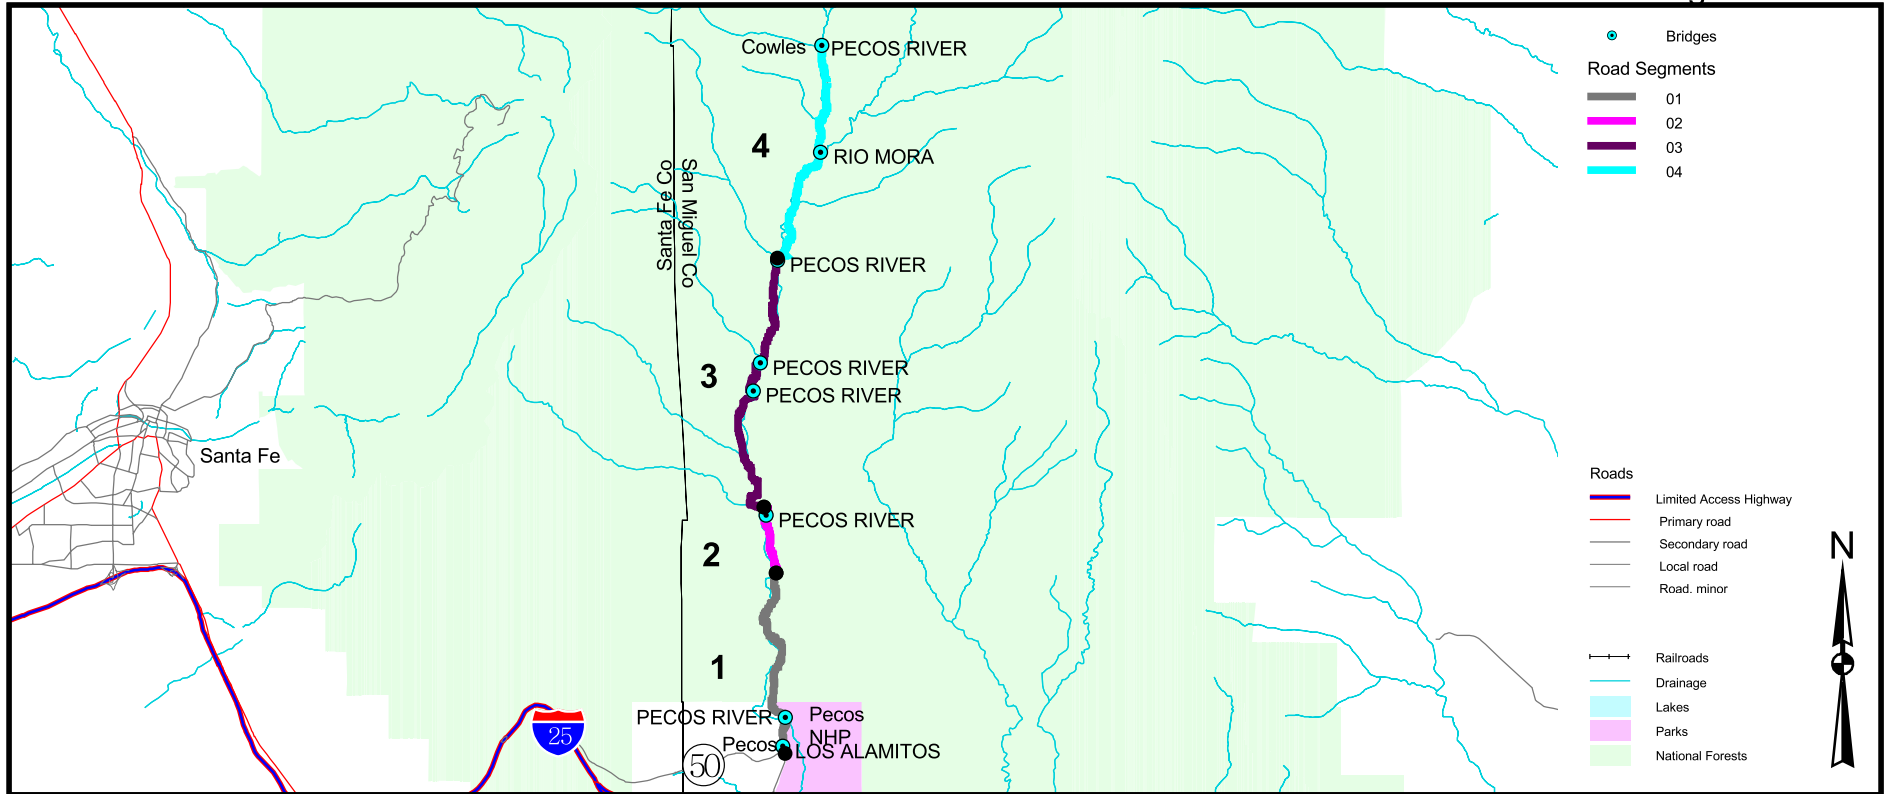 Cowles PECOS RIVER
4
RIO MORA
Santa Fe Co
San Miguel Co
PECOS RIVER
3
PECOS RIVER
PECOS RIVER
Santa Fe
PECOS RIVER
2
1
PECOS RIVER
Pecos
NHP
Pecos
LOS ALAMITOS
25
50
Bridges
Road Segments
01
02
03
04
Roads
Limited Access Highway
Primary road
Secondary road
Local road
Road. minor
Railroads
Drainage
Lakes
Parks
National Forests
N